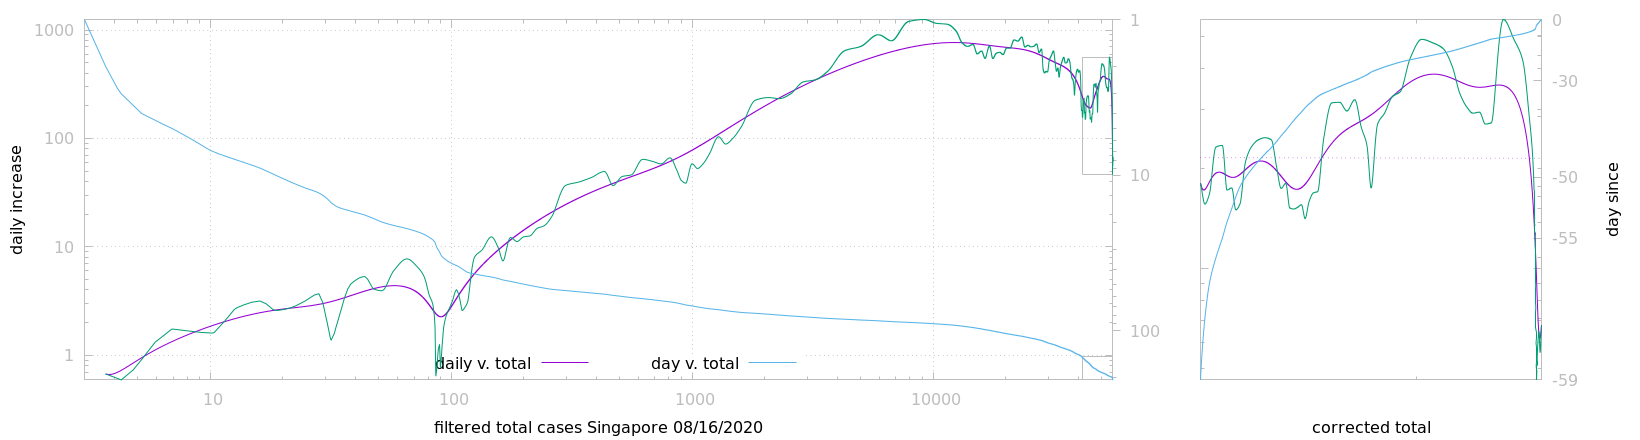 1000
100
10
1
daily increase
10
100
1000
10000
filtered total cases Singapore 08/16/2020
daily v. total
day v. total
1
10
100
0
-30
-50
-55
-59
day since
corrected total